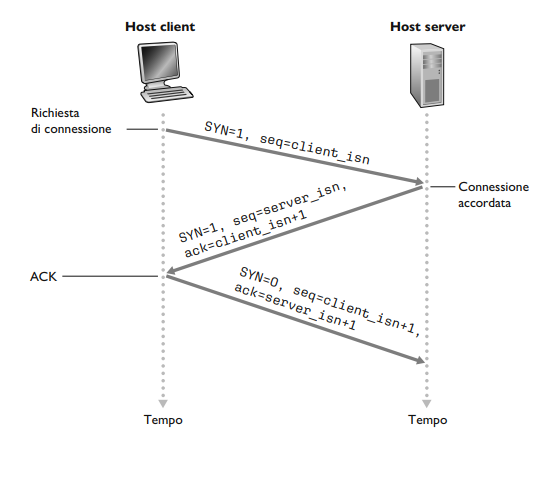 Host client
Host server
Richiesta
di connessione
SYN=1, seq=client_isn
Connessione
accordata
SYN=1, seq=server_isn,
ack=client_isn+1
ACK
SYN=0, seq=client_isn+1,
ack=server_isn+1
Tempo
Tempo